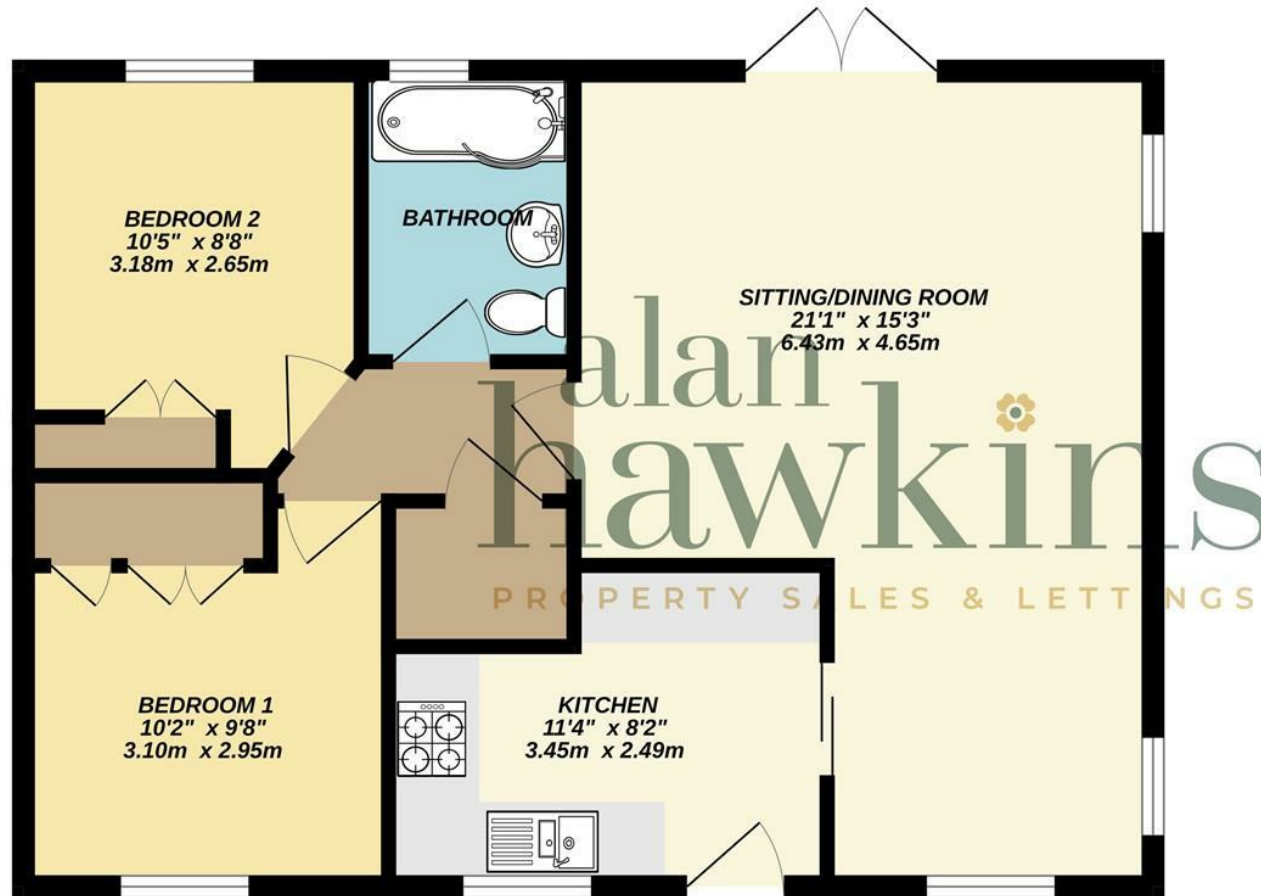 BEDROOM 2
10'5" x 8'8"
3.18m x 2.65m
BATHROOM
SITTING/DINING ROOM
21'1" x 15'3"
6.43m x 4.65m
alan
hawkins
PROPERTY SALES & LETTINGS
BEDROOM 1
10'2" x 9'8"
3.10m x 2.95m
KITCHEN
11'4" x 8'2"
3.45m x 2.49m